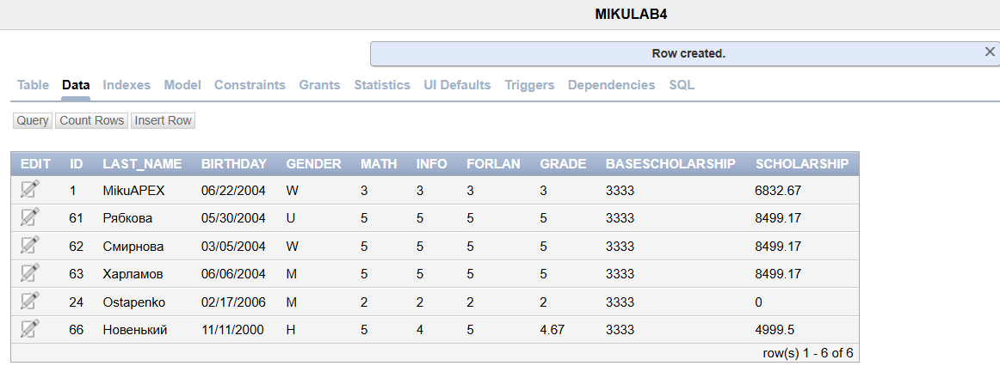 MIKULAB4
Row created.
Table Data Indexes Model Constraints Grants Statistics UI Defaults Triggers Dependencies SQL
Query Count Rows Insert Row
EDIT ID LAST_NAME BIRTHDAY GENDER MATH INFO FORLAN GRADE BASESCHOLARSHIP SCHOLARSHIP
1 MikuAPEX 06/22/2004 W 3 3 3 3 3333 6832.67
61 Рябкова 05/30/2004 U 5 5 5 5 3333 8499.17
62 Смирнова 03/05/2004 W 5 5 5 5 3333 8499.17
63 Харламов 06/06/2004 M 5 5 5 5 3333 8499.17
24 Ostapenko 02/17/2006 M 2 2 2 2 3333 0
66 Новенький 11/11/2000 H 5 4 5 4.67 3333 4999.5
row(s) 1 - 6 of 6